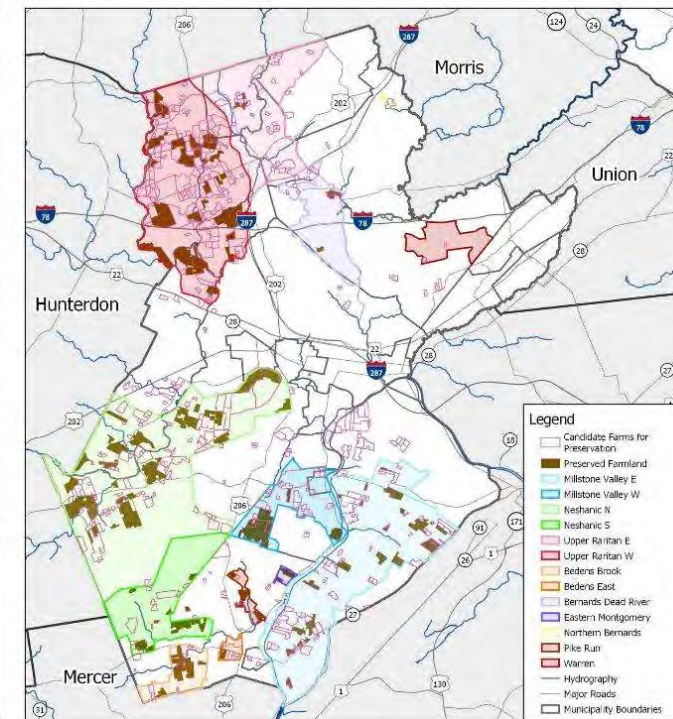 206
124
24
287
Morris
202
78
22
Union
78
287
78
28
22
202
Hunterdon
28
22
28
287
27
202
18
206
91
171
26
1
27
Mercer
31
206
1
130
Legend
Candidate Farms for
Preservation
Preserved Farmland
Millstone Valley E
Millstone Valley W
Neshanic N
Neshanic S
Upper Raritan E
Upper Raritan W
Bedens Brook
Bedens East
Bernards Dead River
Eastern Montgomery
Northern Bernards
Pike Run
Warren
Hydrography
Major Roads
Municipality Boundaries